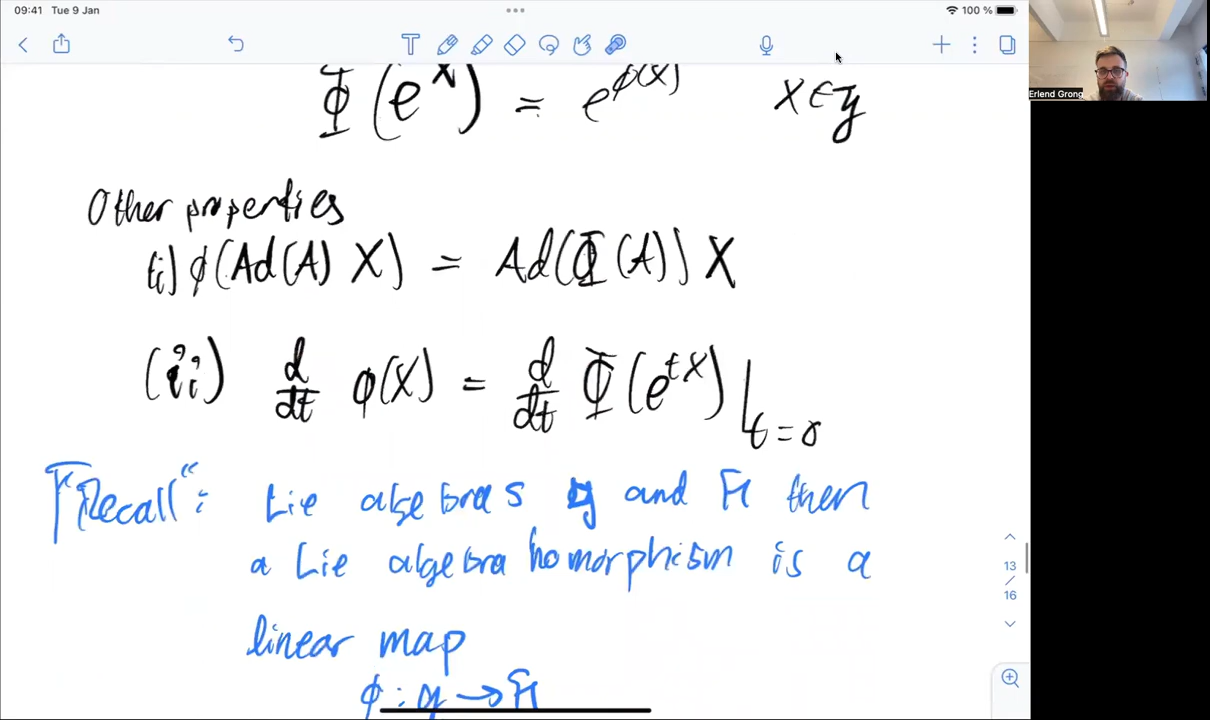 09:41 Tue 9 Jan
100 %
Erlend Grong
Φ(e^X) = e^{ϕ(X)} X ∈ 𝔤
Other properties
(i) ϕ(Ad(A) X) = Ad(Φ(A)) X
(ii) d/dt ϕ(X) = d/dt Φ(e^{tX}) |_{t=0}
"Recall": Lie algebras 𝔤 and 𝔥 then
a Lie algebra homomorphism is a
linear map
ϕ : 𝔤 → 𝔥
13
/
16